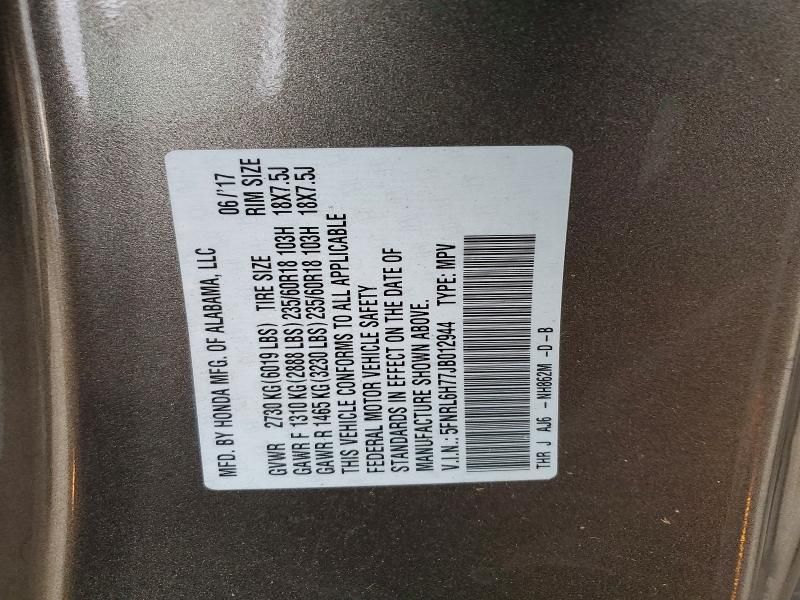 MFD. BY HONDA MFG. OF ALABAMA, LLC 06/'17
GVWR 2730 KG (6019 LBS) TIRE SIZE RIM SIZE
GAWR F 1310 KG (2888 LBS) 235/60R18 103H 18X7.5J
GAWR R 1465 KG (3230 LBS) 235/60R18 103H 18X7.5J
THIS VEHICLE CONFORMS TO ALL APPLICABLE
FEDERAL MOTOR VEHICLE SAFETY
STANDARDS IN EFFECT ON THE DATE OF
MANUFACTURE SHOWN ABOVE.
V.I.N.: 5FNRL6H77JB012944 TYPE: MPV
THR J AJ6 - NH862M -D-B